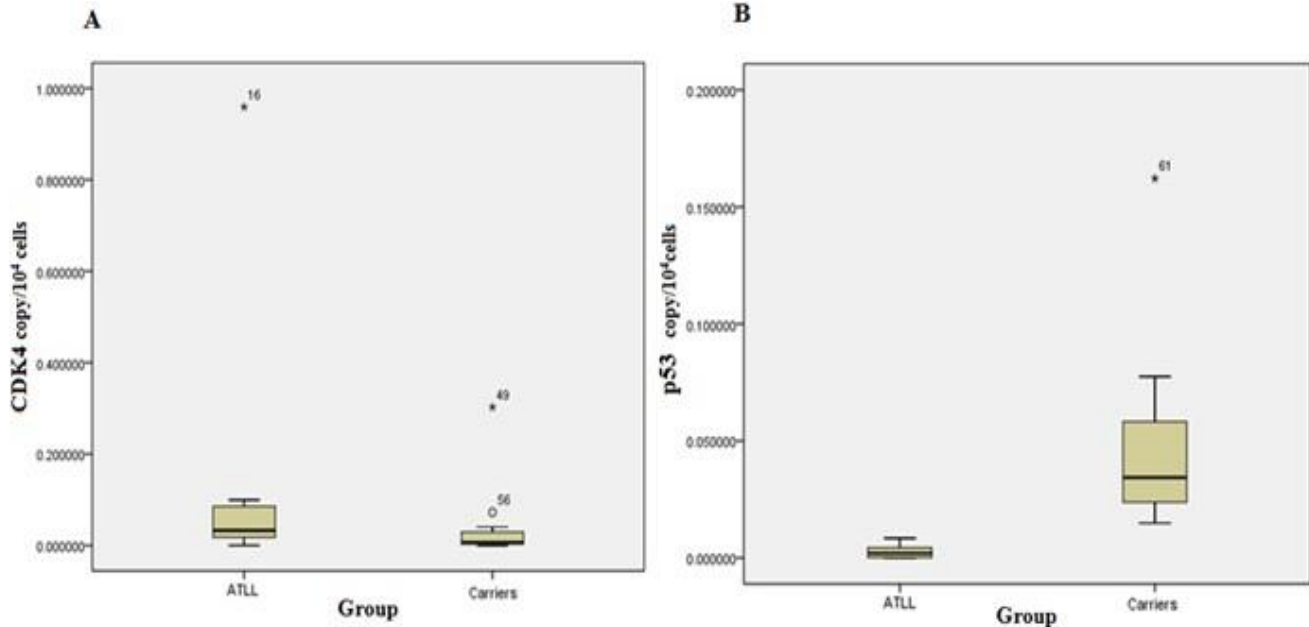 A
CDK4 copy/10⁴ cells
1.000000
0.800000
0.600000
0.400000
0.200000
0.000000
*16
*49
o56
ATLL Carriers
Group
B
p53 copy/10⁴cells
0.200000
0.150000
0.100000
0.050000
0.000000
*61
ATLL Carriers
Group